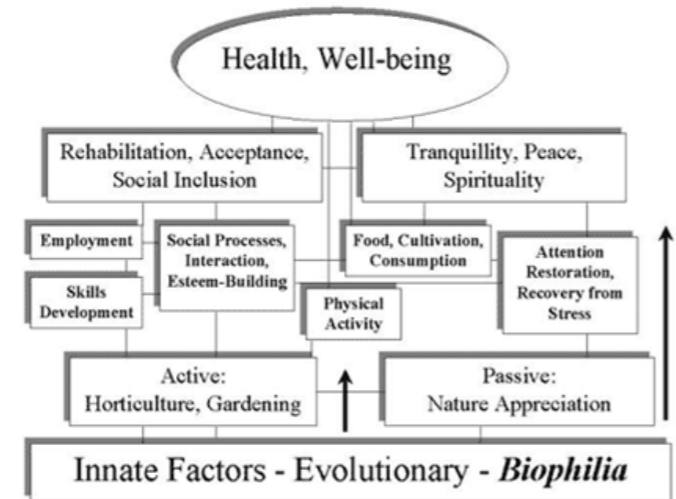 Health, Well-being
Rehabilitation, Acceptance,
Social Inclusion
Tranquillity, Peace,
Spirituality
Employment
Skills
Development
Social Processes,
Interaction,
Esteem-Building
Food, Cultivation,
Consumption
Physical
Activity
Attention
Restoration,
Recovery from
Stress
Active:
Horticulture, Gardening
Passive:
Nature Appreciation
Innate Factors - Evolutionary - Biophilia